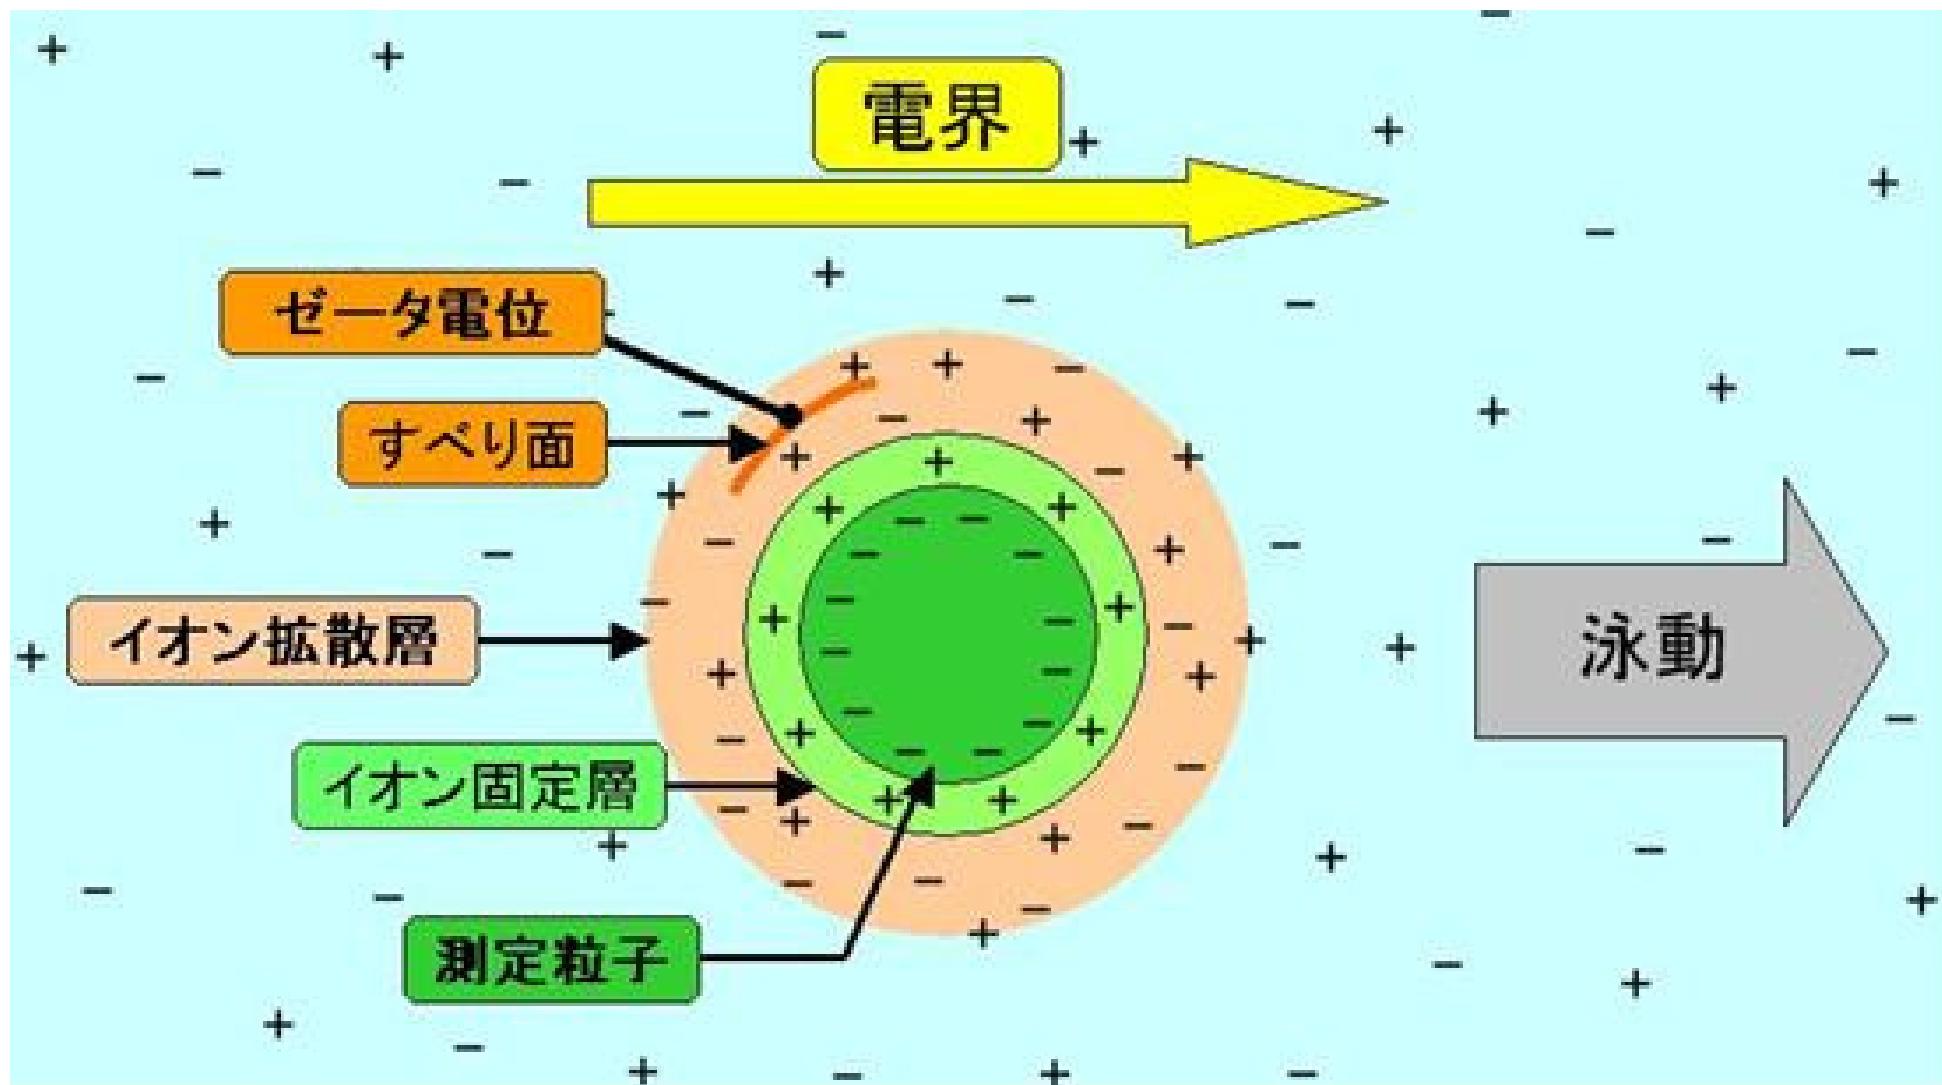 電界
ゼータ電位
すべり面
イオン拡散層
泳動
イオン固定層
測定粒子